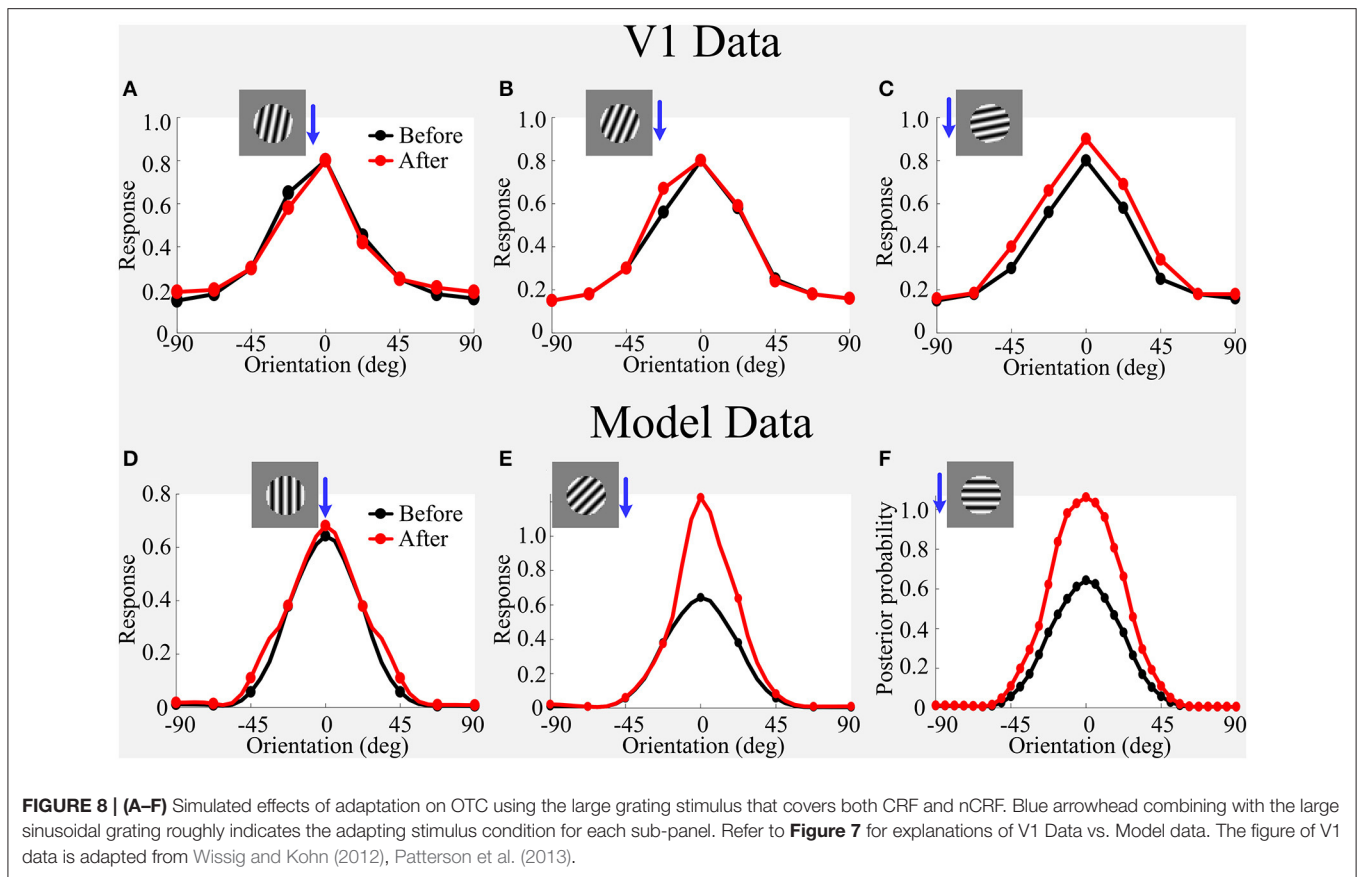 V1 Data
A
1.0
0.8
0.6
0.4
0.2
0
Response
-90
-45
0
45
90
Orientation (deg)
Before
After
B
1.0
0.8
0.6
0.4
0.2
0
Response
-90
-45
0
45
90
Orientation (deg)
C
1.0
0.8
0.6
0.4
0.2
0
Response
-90
-45
0
45
90
Orientation (deg)
Model Data
D
0.8
0.6
0.4
0.2
0
Response
-90
-45
0
45
90
Orientation (deg)
Before
After
E
1.0
0.8
0.6
0.4
0.2
0
Response
-90
-45
0
45
90
Orientation (deg)
F
1.0
0.8
0.6
0.4
0.2
0
Posterior probability
-90
-45
0
45
90
Orientation (deg)
FIGURE 8 | (A–F) Simulated effects of adaptation on OTC using the large grating stimulus that covers both CRF and nCRF. Blue arrowhead combining with the large
sinusoidal grating roughly indicates the adapting stimulus condition for each sub-panel. Refer to Figure 7 for explanations of V1 Data vs. Model data. The figure of V1
data is adapted from Wissig and Kohn (2012), Patterson et al. (2013).